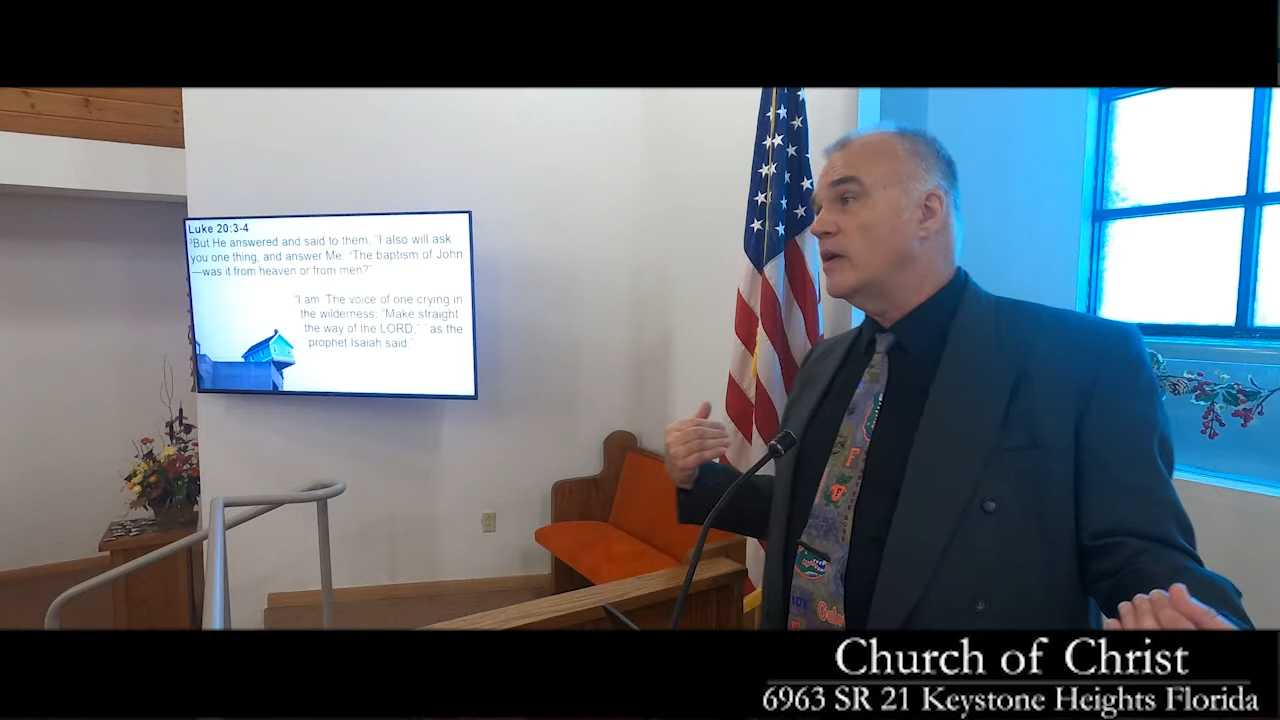 Luke 20:3-4
³But He answered and said to them, "I also will ask
you one thing, and answer Me: ⁴The baptism of John
—was it from heaven or from men?"
"I am 'The voice of one crying in
the wilderness: "Make straight
the way of the LORD," ' as the
prophet Isaiah said."
Church of Christ
6963 SR 21 Keystone Heights Florida